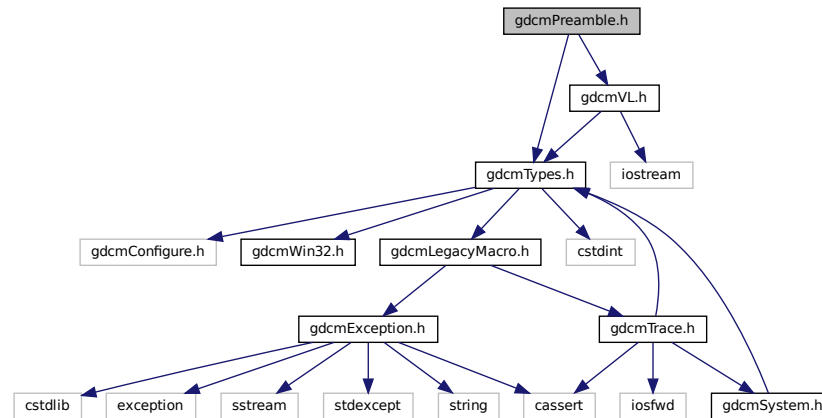 gdcmPreamble.h
gdcmVL.h
gdcmTypes.h
iostream
gdcmConfigure.h
gdcmWin32.h
gdcmLegacyMacro.h
cstdint
gdcmException.h
gdcmTrace.h
cstdlib
exception
sstream
stdexcept
string
cassert
iosfwd
gdcmSystem.h